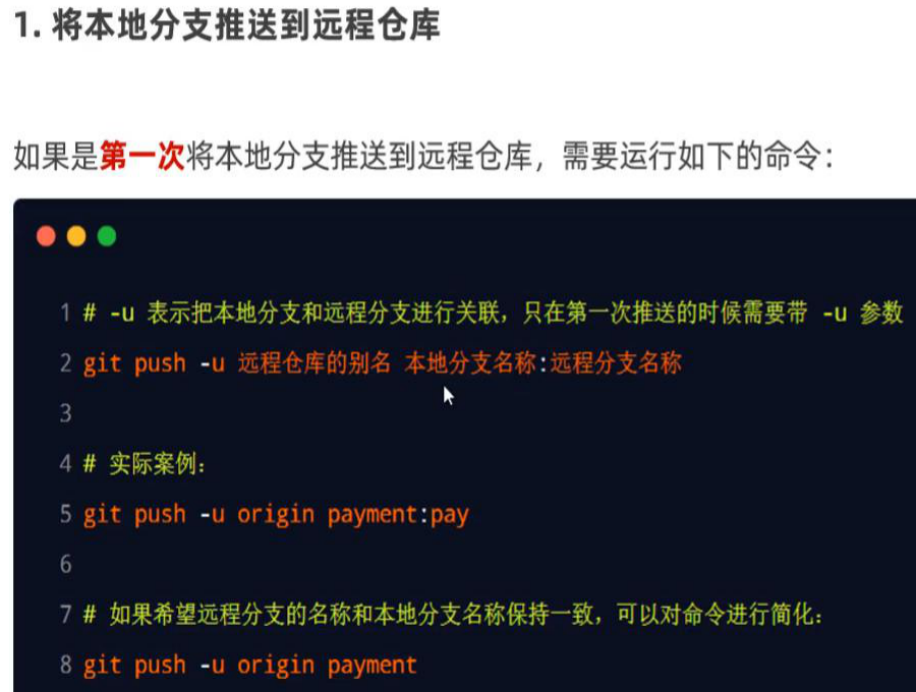 1. 将本地分支推送到远程仓库
如果是第一次将本地分支推送到远程仓库，需要运行如下的命令：
1 # -u 表示把本地分支和远程分支进行关联，只在第一次推送的时候需要带 -u 参数
2 git push -u 远程仓库的别名 本地分支名称:远程分支名称
3
4 # 实际案例：
5 git push -u origin payment:pay
6
7 # 如果希望远程分支的名称和本地分支名称保持一致，可以对命令进行简化：
8 git push -u origin payment